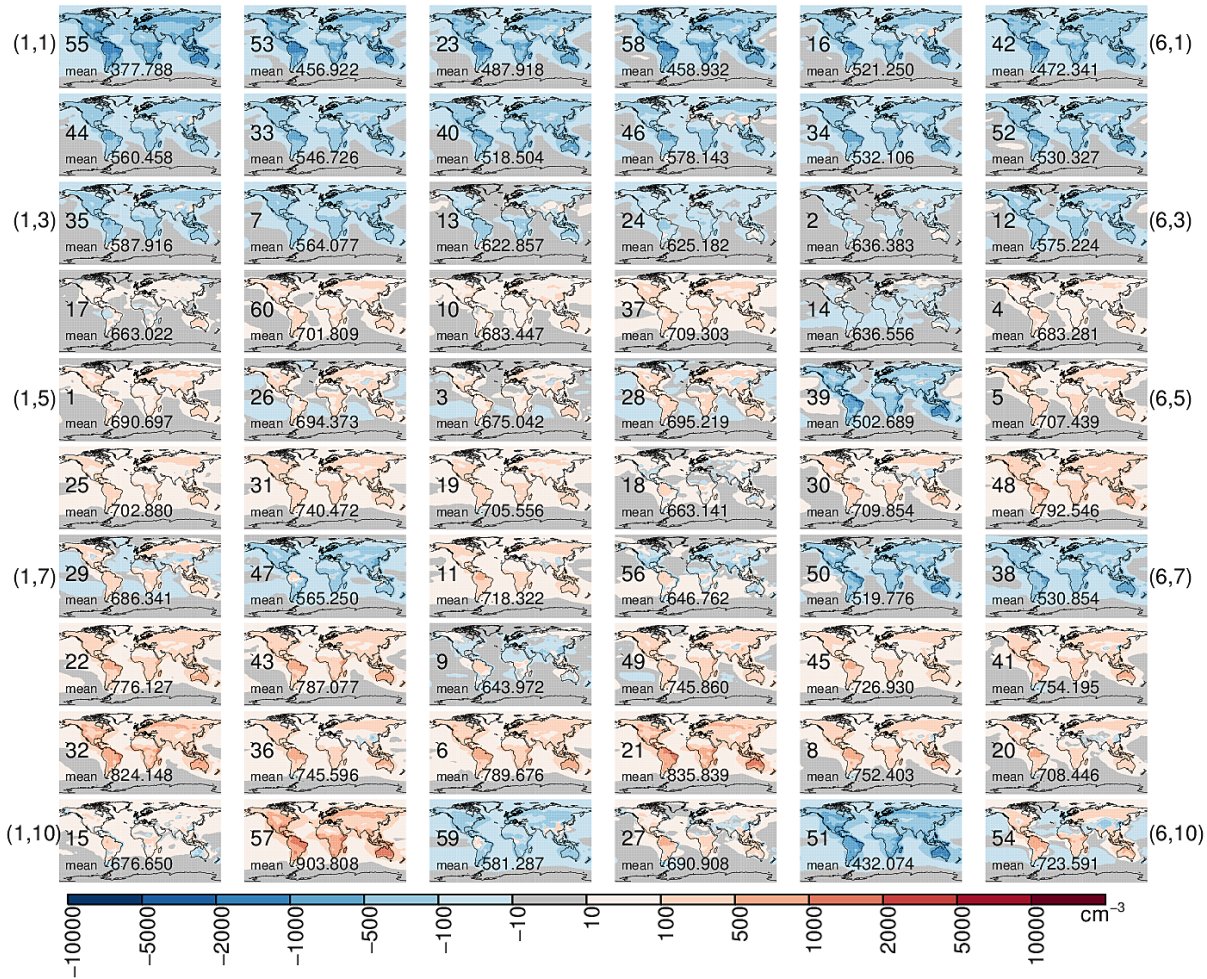 (1,1) 55 53 23 58 16 42 (6,1)
mean 377.788 mean 456.922 mean 487.918 mean 458.932 mean 521.250 mean 472.341
44 33 40 46 34 52
mean 560.458 mean 546.726 mean 518.504 mean 578.143 mean 532.106 mean 530.327
(1,3) 35 7 13 24 2 12 (6,3)
mean 587.916 mean 564.077 mean 622.857 mean 625.182 mean 636.383 mean 575.224
17 60 10 37 14 4
mean 663.022 mean 701.809 mean 683.447 mean 709.303 mean 636.556 mean 683.281
(1,5) 1 26 3 28 39 5 (6,5)
mean 690.697 mean 694.373 mean 675.042 mean 695.219 mean 502.689 mean 707.439
25 31 19 18 30 48
mean 702.880 mean 740.472 mean 705.556 mean 663.141 mean 709.854 mean 792.546
(1,7) 29 47 11 56 50 38 (6,7)
mean 686.341 mean 565.250 mean 718.322 mean 646.762 mean 519.776 mean 530.854
22 43 9 49 45 41
mean 776.127 mean 787.077 mean 643.972 mean 745.860 mean 726.930 mean 754.195
32 36 6 21 8 20
mean 824.148 mean 745.596 mean 789.676 mean 835.839 mean 752.403 mean 708.446
(1,10) 15 57 59 27 51 54 (6,10)
mean 676.650 mean 903.808 mean 581.287 mean 690.908 mean 432.074 mean 723.591
cm⁻³
−10000 −5000 −2000 −1000 −500 −100 −10 10 100 500 1000 2000 5000 10000